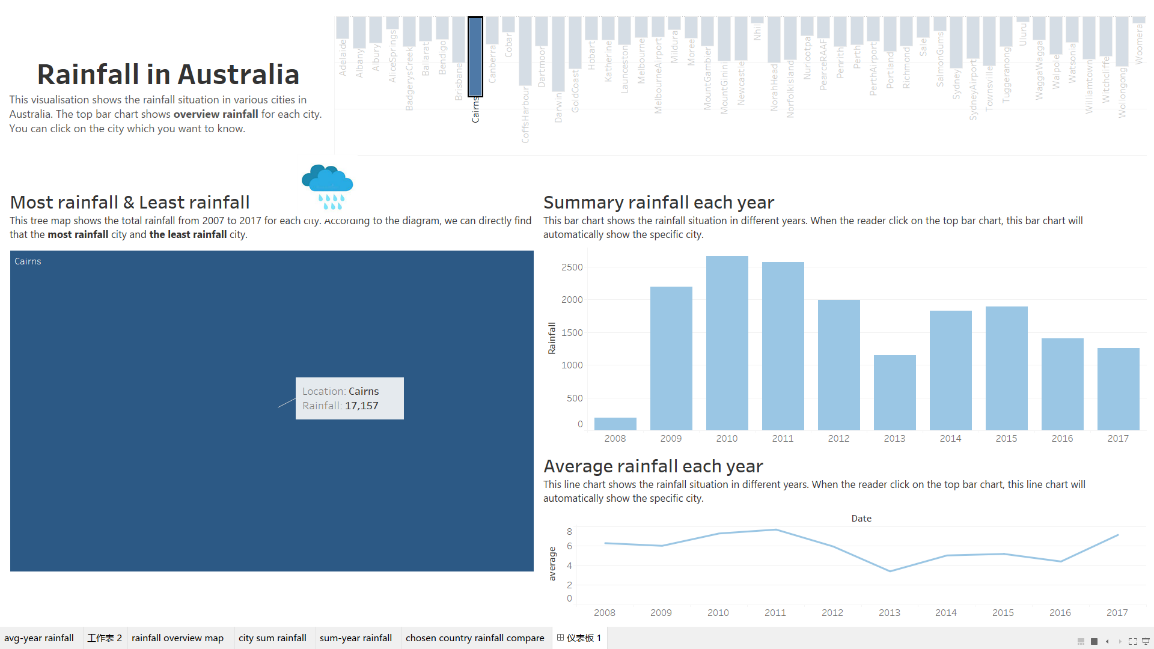 Rainfall in Australia
This visualisation shows the rainfall situation in various cities in
Australia. The top bar chart shows overview rainfall for each city.
You can click on the city which you want to know.
Adelaide
Albany
Albury
AliceSprings
BadgerysCreek
Ballarat
Bendigo
Brisbane
Cairns
Canberra
Cobar
CoffsHarbour
Dartmoor
Darwin
GoldCoast
Hobart
Katherine
Launceston
Melbourne
MelbourneAirport
Mildura
Moree
MountGambier
MountGinini
Newcastle
Nhil
NorahHead
NorfolkIsland
Nuriootpa
PearceRAAF
Penrith
Perth
PerthAirport
Portland
Richmond
Sale
SalmonGums
Sydney
SydneyAirport
Townsville
Tuggeranong
Uluru
WaggaWagga
Walpole
Watsonia
Williamtown
Witchcliffe
Wollongong
Woomera
Most rainfall & Least rainfall
This tree map shows the total rainfall from 2007 to 2017 for each city. According to the diagram, we can directly find
that the most rainfall city and the least rainfall city.
Cairns
Location: Cairns
Rainfall: 17,157
Summary rainfall each year
This bar chart shows the rainfall situation in different years. When the reader click on the top bar chart, this bar chart will
automatically show the specific city.
Rainfall
2500
2000
1500
1000
500
0
2008 2009 2010 2011 2012 2013 2014 2015 2016 2017
Average rainfall each year
This line chart shows the rainfall situation in different years. When the reader click on the top bar chart, this line chart will
automatically show the specific city.
Date
average
8
6
4
2
0
2008 2009 2010 2011 2012 2013 2014 2015 2016 2017
avg-year rainfall 工作表 2 rainfall overview map city sum rainfall sum-year rainfall chosen country rainfall compare 仪表板 1